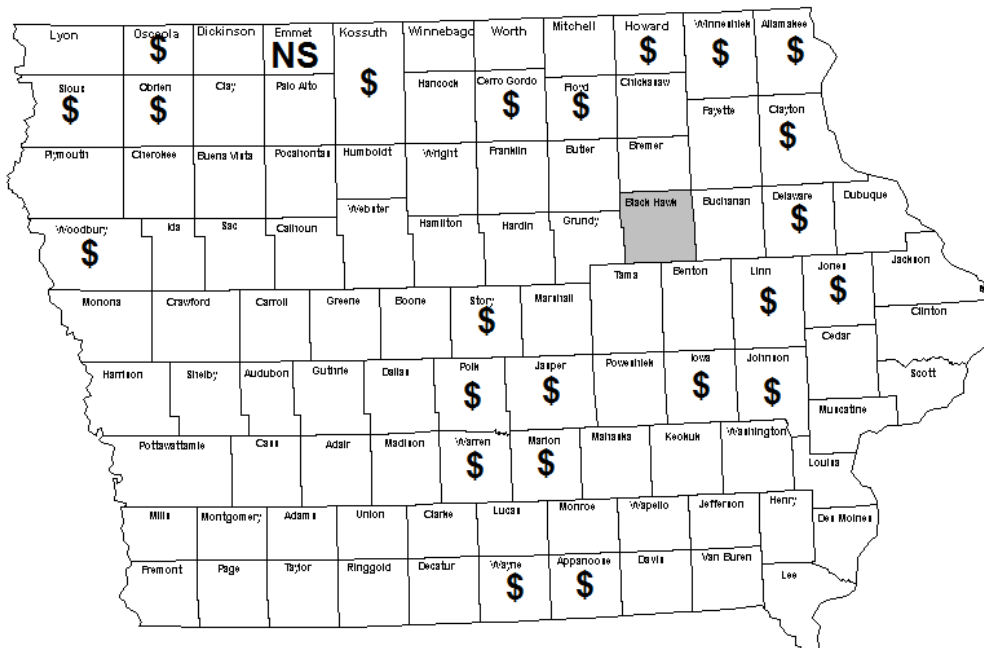 Lyon
Osceola
$
Dickinson
Emmet
NS
Kossuth
$
Winnebago
Worth
Mitchell
Howard
$
Winneshiek
$
Allamakee
$
Sioux
$
Obrien
$
Clay
Palo Alto
Hancock
Cerro Gordo
$
Floyd
$
Chickasaw
Fayette
Clayton
$
Plymouth
Cherokee
Buena Vista
Pocahontas
Humboldt
Wright
Franklin
Butler
Bremer
Black Hawk
Buchanan
Delaware
$
Dubuque
Woodbury
$
Ida
Sac
Calhoun
Webster
Hamilton
Hardin
Grundy
Tama
Benton
Linn
$
Jones
$
Jackson
Monona
Crawford
Carroll
Greene
Boone
Story
$
Marshall
Clinton
Cedar
Harrison
Shelby
Audubon
Guthrie
Dallas
Polk
$
Jasper
$
Poweshiek
Iowa
$
Johnson
$
Scott
Muscatine
Pottawattamie
Cass
Adair
Madison
Warren
$
Marion
$
Mahaska
Keokuk
Washington
Louisa
Mills
Montgomery
Adams
Union
Clarke
Lucas
Monroe
Wapello
Jefferson
Henry
Des Moines
Fremont
Page
Taylor
Ringgold
Decatur
Wayne
$
Appanoose
$
Davis
Van Buren
Lee